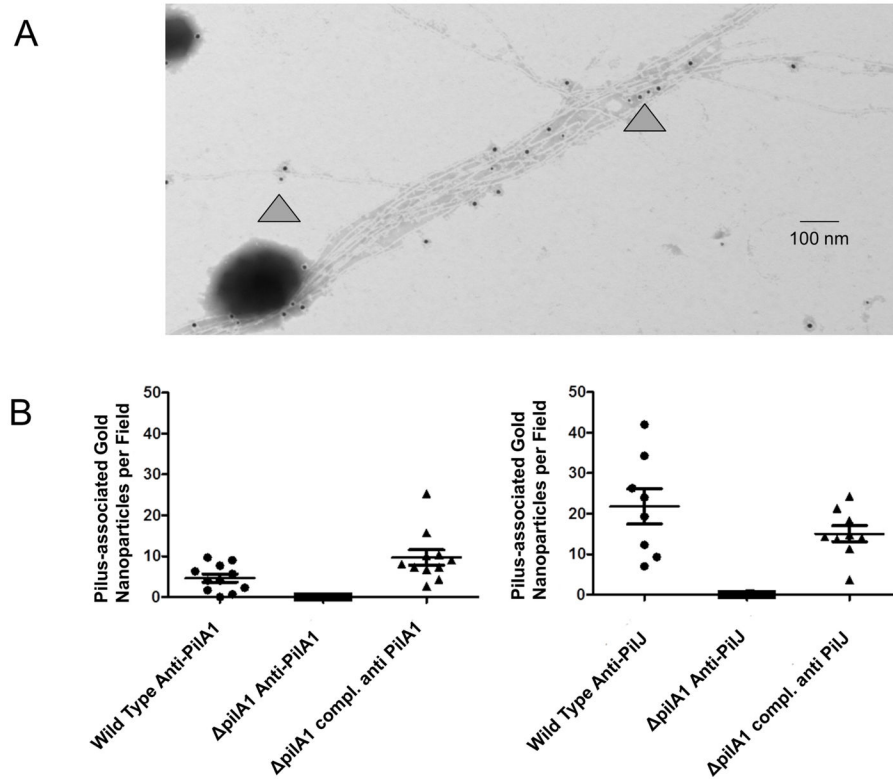 A
100 nm
B
Pilus-associated Gold
Nanoparticles per Field
50
40
30
20
10
0
Wild Type Anti-PilA1
ΔpilA1 Anti-PilA1
ΔpilA1 compl. anti PilA1
Pilus-associated Gold
Nanoparticles per Field
50
40
30
20
10
0
Wild Type Anti-PilJ
ΔpilA1 Anti-PilJ
ΔpilA1 compl. anti PilJ